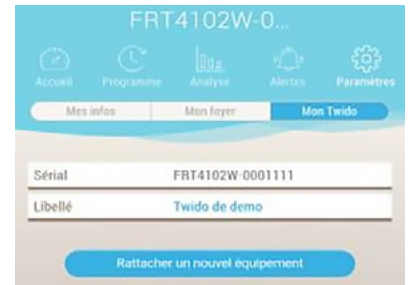 FRT4102W-0...
Accueil Programme Analyse Alertes Paramètres
Mes infos Mon foyer Mon Twido
Sérial FRT4102W-0001111
Libellé Twido de demo
Rattacher un nouvel équipement